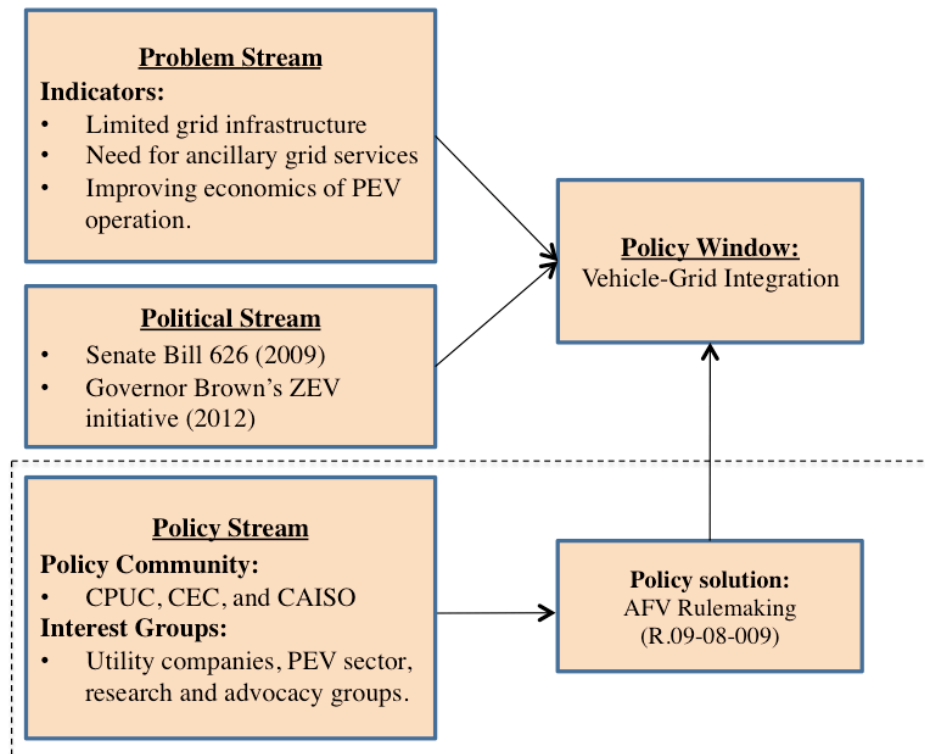 Problem Stream
Indicators:
• Limited grid infrastructure
• Need for ancillary grid services
• Improving economics of PEV
operation.
Political Stream
• Senate Bill 626 (2009)
• Governor Brown’s ZEV
initiative (2012)
Policy Window:
Vehicle-Grid Integration
Policy Stream
Policy Community:
• CPUC, CEC, and CAISO
Interest Groups:
• Utility companies, PEV sector,
research and advocacy groups.
Policy solution:
AFV Rulemaking
(R.09-08-009)